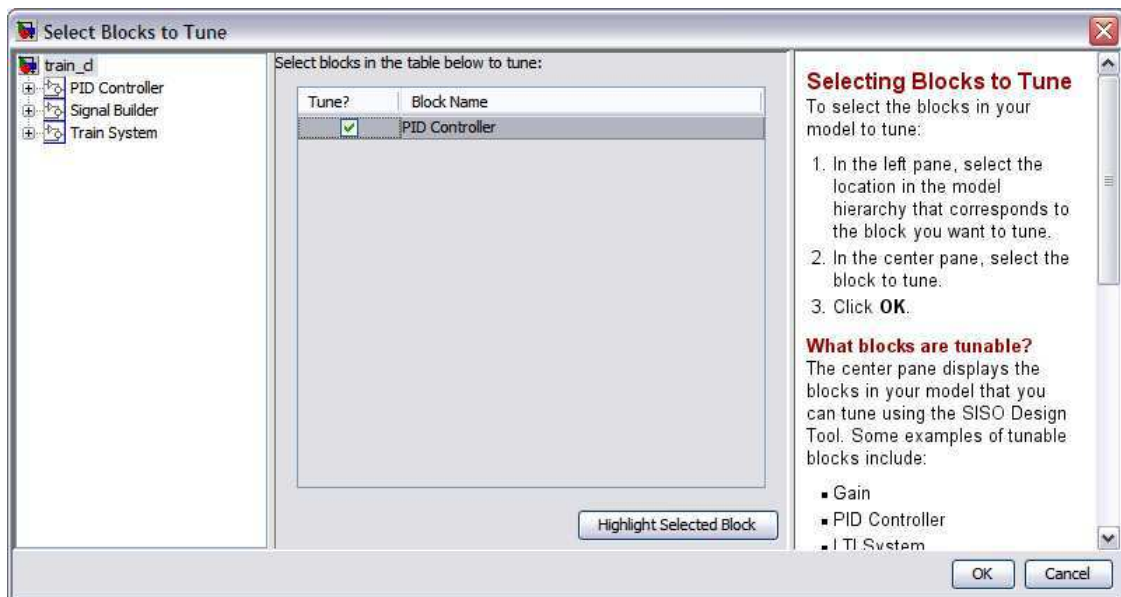 Select Blocks to Tune
train_cl
PID Controller
Signal Builder
Train System
Select blocks in the table below to tune:
Tune? Block Name
PID Controller
Highlight Selected Block
Selecting Blocks to Tune
To select the blocks in your
model to tune:
1. In the left pane, select the
location in the model
hierarchy that corresponds to
the block you want to tune.
2. In the center pane, select the
block to tune.
3. Click OK.
What blocks are tunable?
The center pane displays the
blocks in your model that you
can tune using the SISO Design
Tool. Some examples of tunable
blocks include:
▪ Gain
▪ PID Controller
▪ LTI System
OK Cancel